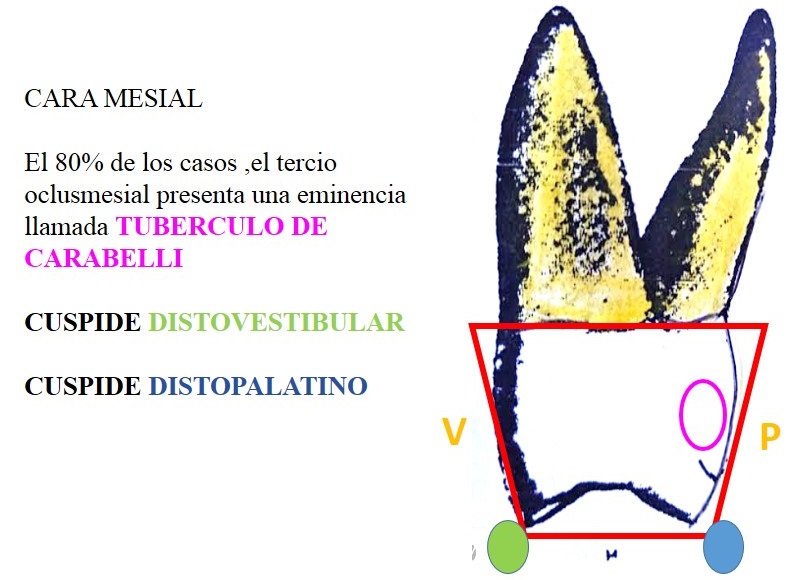 CARA MESIAL
El 80% de los casos ,el tercio
oclusmesial presenta una eminencia
llamada TUBERCULO DE
CARABELLI
CUSPIDE DISTOVESTIBULAR
CUSPIDE DISTOPALATINO
V
P
M